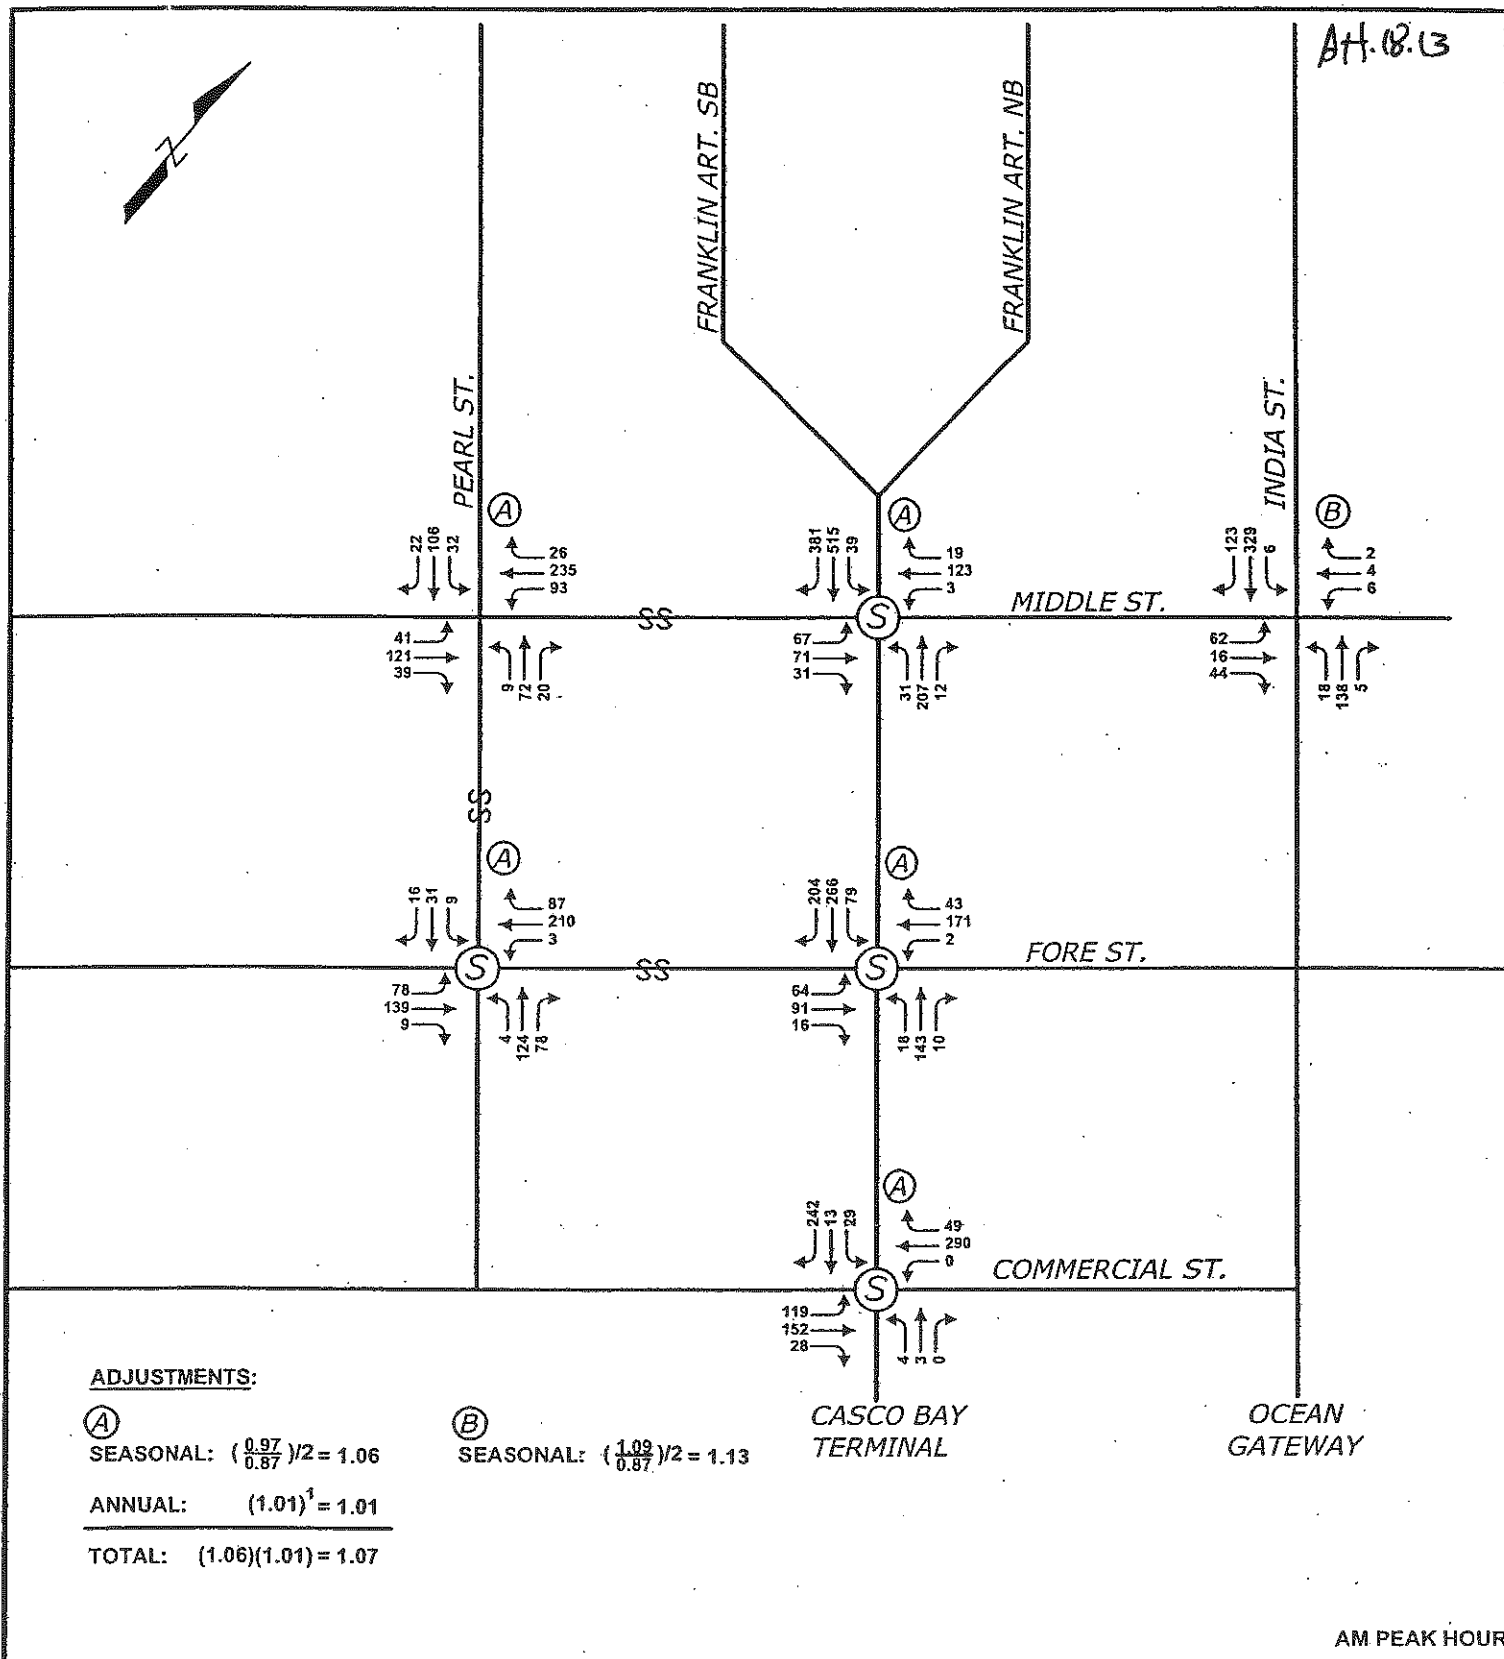 AH.18.13
FRANKLIN ART. SB
FRANKLIN ART. NB
PEARL ST.
INDIA ST.
A
22 106 32
26
235
93
41
121
39
9 72 20
SS
A
381 515 39
19
123
3
MIDDLE ST.
S
67
71
31
31 207 12
B
123 329 6
2
4
6
62
16
44
18 138 5
SS
A
16 31 9
87
210
3
S
78
139
9
4 124 78
SS
A
204 266 79
43
171
2
FORE ST.
S
64
91
16
18 143 10
A
242 13 29
49
290
0
COMMERCIAL ST.
S
119
152
28
4 3 0
CASCO BAY
TERMINAL
OCEAN
GATEWAY
ADJUSTMENTS:
A
SEASONAL: (0.97/0.87)/2 = 1.06
ANNUAL: (1.01)¹ = 1.01
TOTAL: (1.06)(1.01) = 1.07
B
SEASONAL: (1.09/0.87)/2 = 1.13
AM PEAK HOUR
N